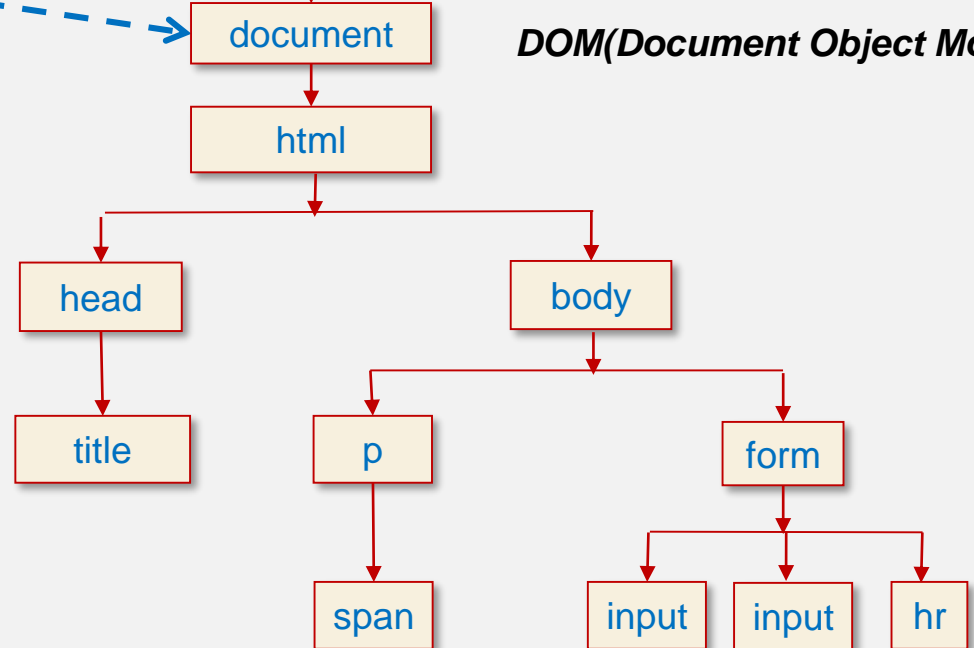 document
DOM(Document Object
html
head
body
title
p
form
span
input
input
hr